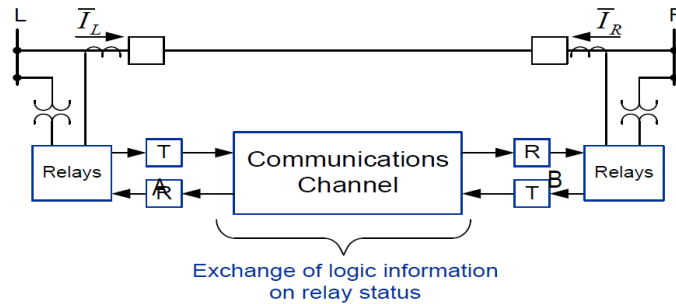 L
I_L
I_R
T
R
Relays
Communications
Channel
Relays
A
R
T
B
Exchange of logic information
on relay status